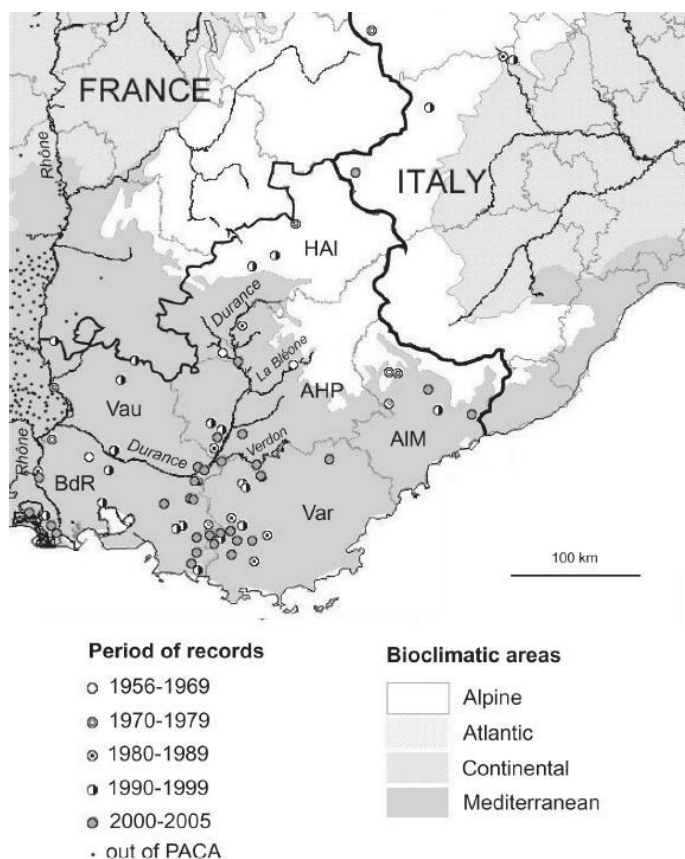 FRANCE
Rhône
ITALY
HAl
Durance
La Bléone
Vau
AHP
Verdon
Durance
AlM
Rhône
BdR
Var
100 km
Period of records
1956-1969
1970-1979
1980-1989
1990-1999
2000-2005
out of PACA
Bioclimatic areas
Alpine
Atlantic
Continental
Mediterranean